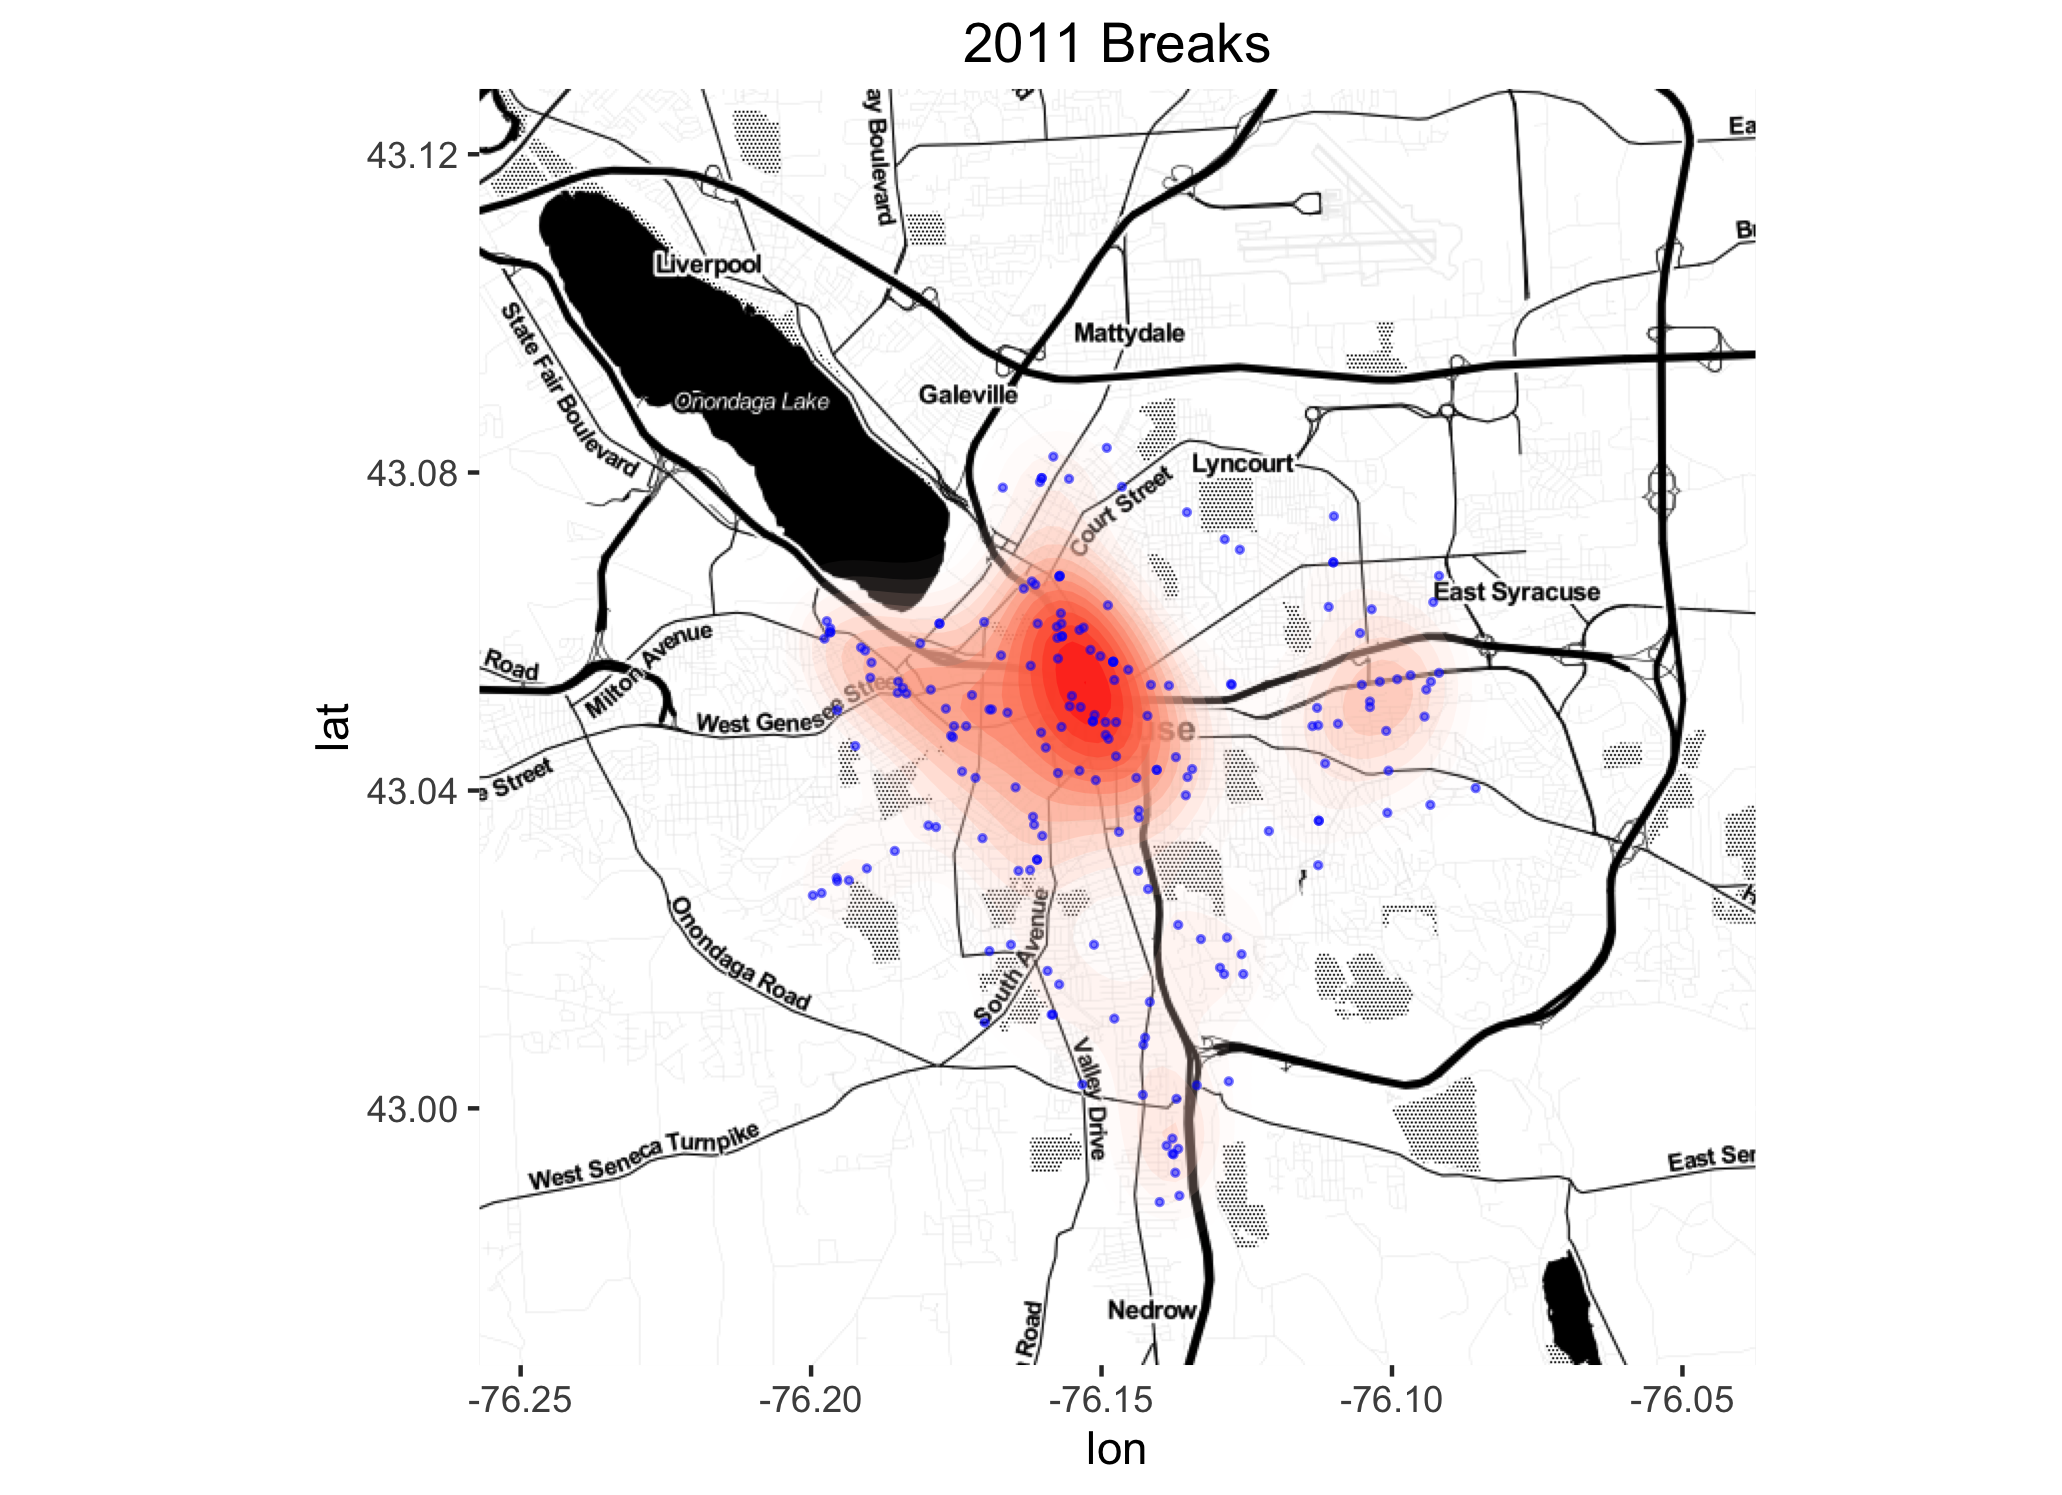 2011 Breaks
ay Boulevard
Ea
43.12
Liverpool
Bu
State Fair Boulevard
Mattydale
Onondaga Lake
Galeville
43.08
Lyncourt
Court Street
East Syracuse
Road
Milton Avenue
West Genesee Street
use
lat
e Street
43.04
Onondaga Road
South Avenue
Valley Drive
43.00
West Seneca Turnpike
East Ser
Road
Nedrow
-76.25
-76.20
-76.15
-76.10
-76.05
lon